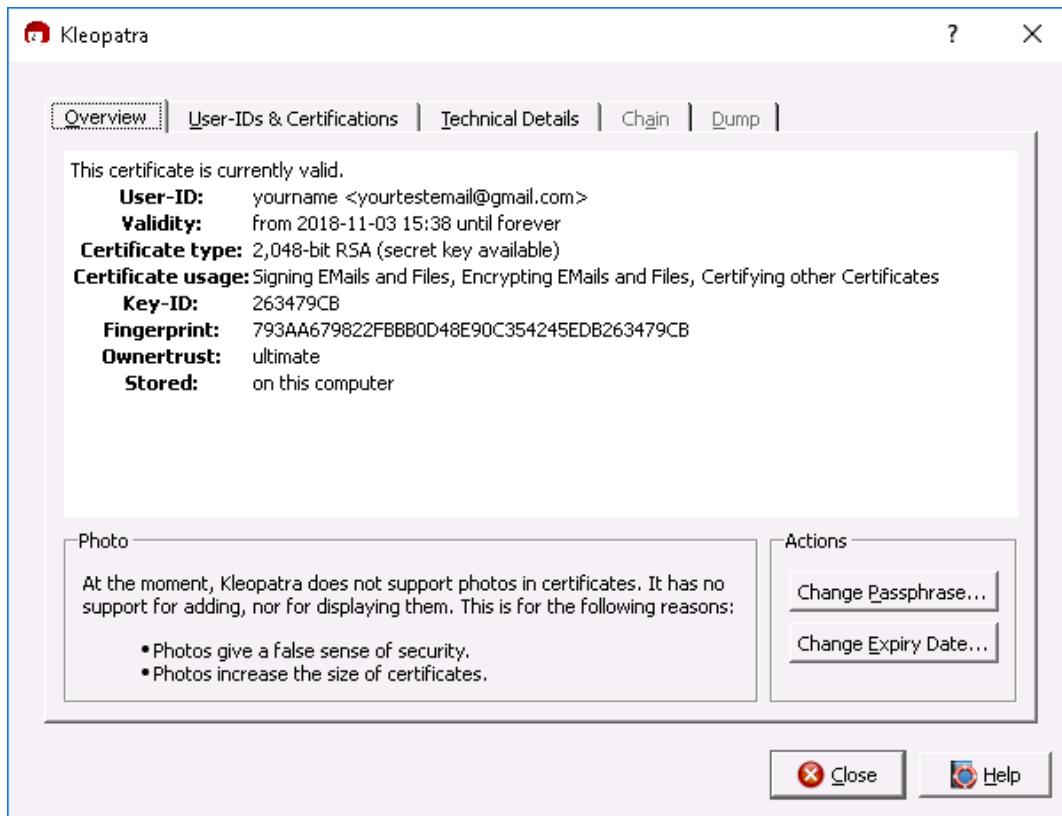 Kleopatra
Overview User-IDs & Certifications Technical Details Chain Dump
This certificate is currently valid.
User-ID: yourname <yourtestemail@gmail.com>
Validity: from 2018-11-03 15:38 until forever
Certificate type: 2,048-bit RSA (secret key available)
Certificate usage: Signing EMails and Files, Encrypting EMails and Files, Certifying other Certificates
Key-ID: 263479CB
Fingerprint: 793AA679822FBBB0D48E90C354245EDB263479CB
Ownertrust: ultimate
Stored: on this computer
Photo
At the moment, Kleopatra does not support photos in certificates. It has no
support for adding, nor for displaying them. This is for the following reasons:
• Photos give a false sense of security.
• Photos increase the size of certificates.
Actions
Change Passphrase...
Change Expiry Date...
Close Help